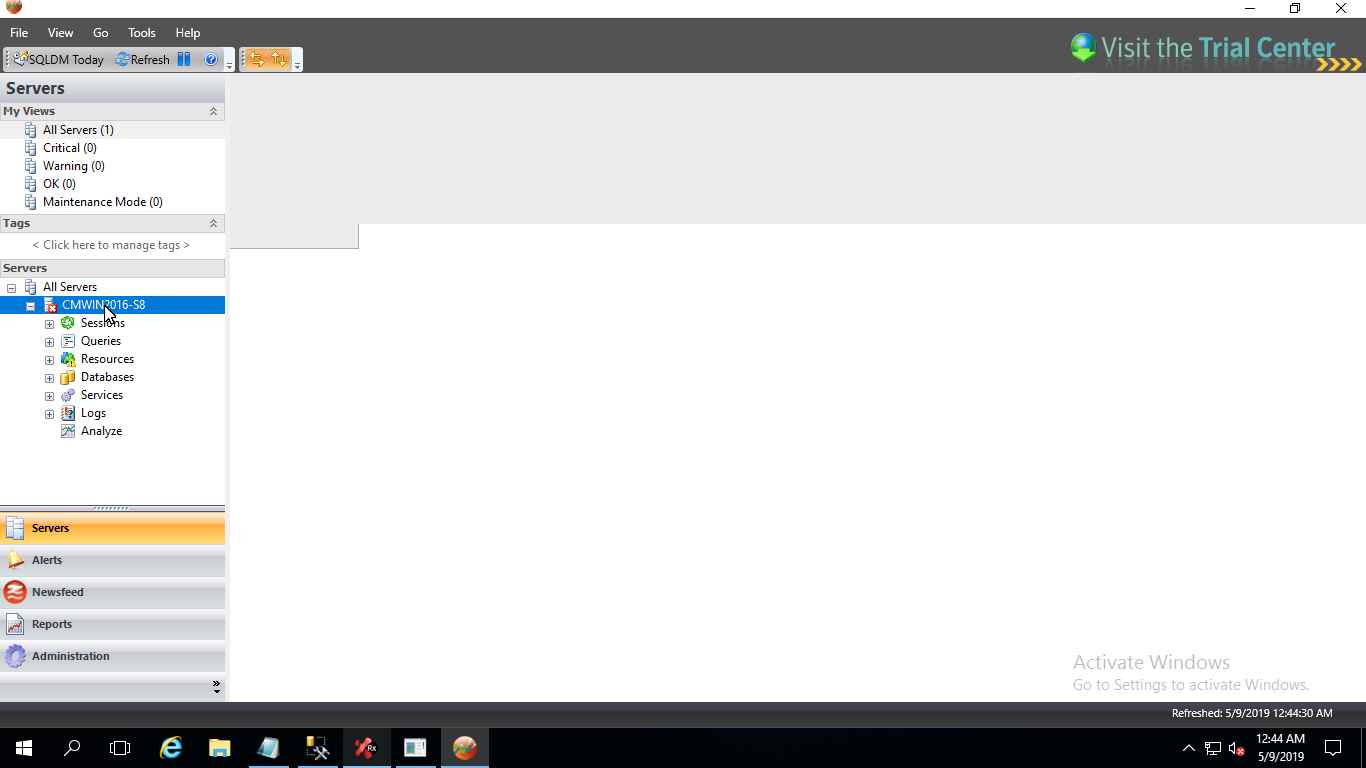 File View Go Tools Help
SQLDM Today Refresh
Visit the Trial Center
Servers
My Views
All Servers (1)
Critical (0)
Warning (0)
OK (0)
Maintenance Mode (0)
Tags
< Click here to manage tags >
Servers
All Servers
CMWIN2016-S8
Sessions
Queries
Resources
Databases
Services
Logs
Analyze
Servers
Alerts
Newsfeed
Reports
Administration
Activate Windows
Go to Settings to activate Windows.
Refreshed: 5/9/2019 12:44:30 AM
Rx
12:44 AM
5/9/2019